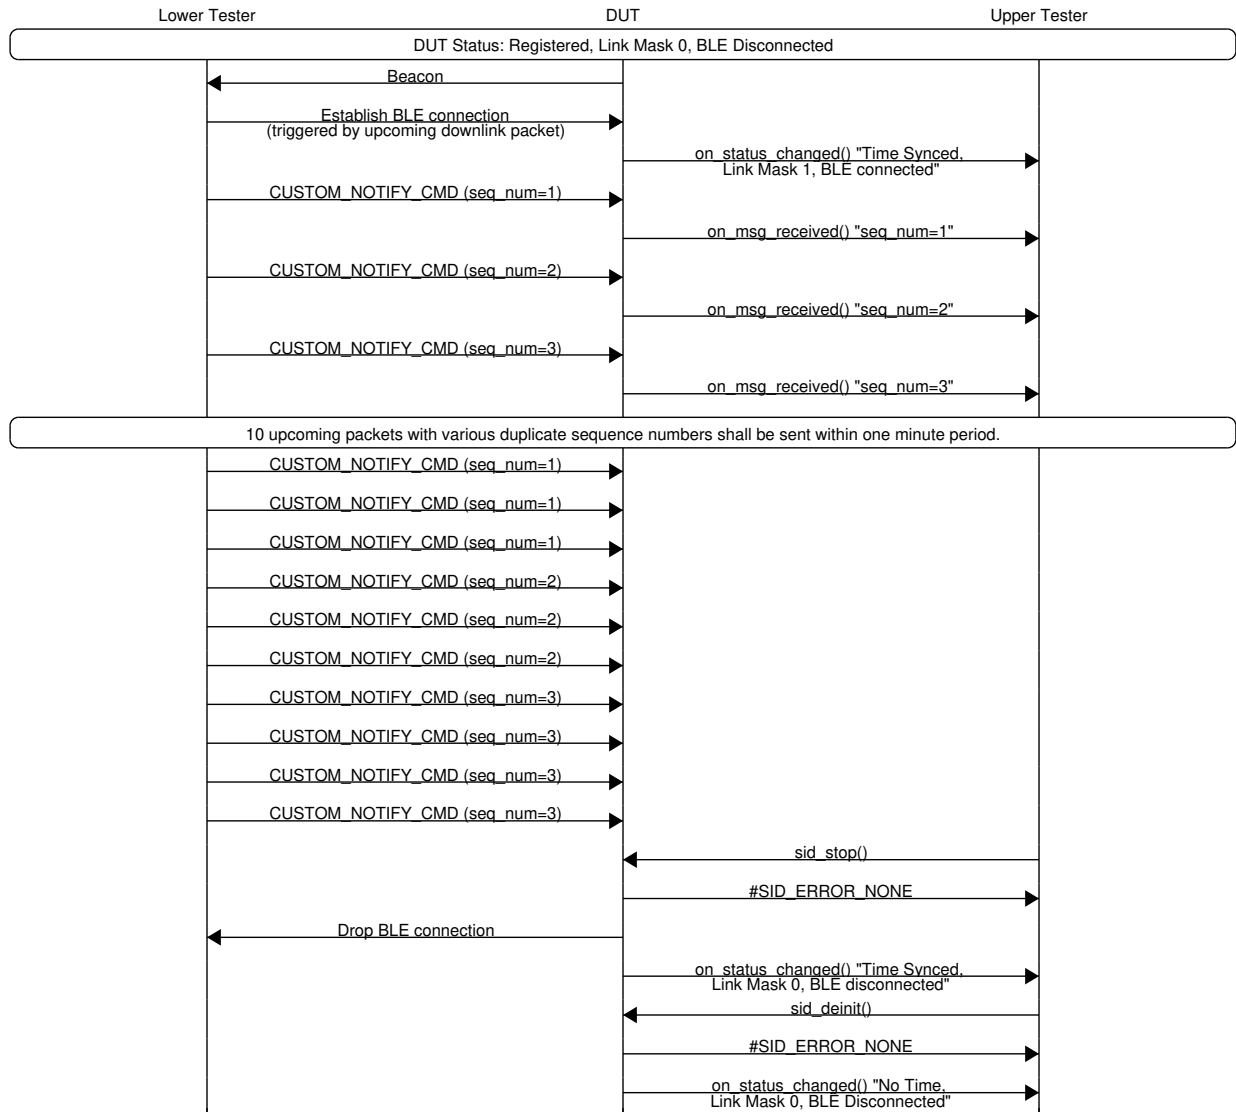 Lower Tester
DUT
Upper Tester
DUT Status: Registered, Link Mask 0, BLE Disconnected
Beacon
Establish BLE connection
(triggered by upcoming downlink packet)
on_status_changed() "Time Synced,
Link Mask 1, BLE connected"
CUSTOM_NOTIFY_CMD (seq_num=1)
on_msg_received() "seq_num=1"
CUSTOM_NOTIFY_CMD (seq_num=2)
on_msg_received() "seq_num=2"
CUSTOM_NOTIFY_CMD (seq_num=3)
on_msg_received() "seq_num=3"
10 upcoming packets with various duplicate sequence numbers shall be sent within one minute period.
CUSTOM_NOTIFY_CMD (seq_num=1)
CUSTOM_NOTIFY_CMD (seq_num=1)
CUSTOM_NOTIFY_CMD (seq_num=1)
CUSTOM_NOTIFY_CMD (seq_num=2)
CUSTOM_NOTIFY_CMD (seq_num=2)
CUSTOM_NOTIFY_CMD (seq_num=2)
CUSTOM_NOTIFY_CMD (seq_num=3)
CUSTOM_NOTIFY_CMD (seq_num=3)
CUSTOM_NOTIFY_CMD (seq_num=3)
CUSTOM_NOTIFY_CMD (seq_num=3)
sid_stop()
#SID_ERROR_NONE
Drop BLE connection
on_status_changed() "Time Synced,
Link Mask 0, BLE disconnected"
sid_deinit()
#SID_ERROR_NONE
on_status_changed() "No Time,
Link Mask 0, BLE Disconnected"